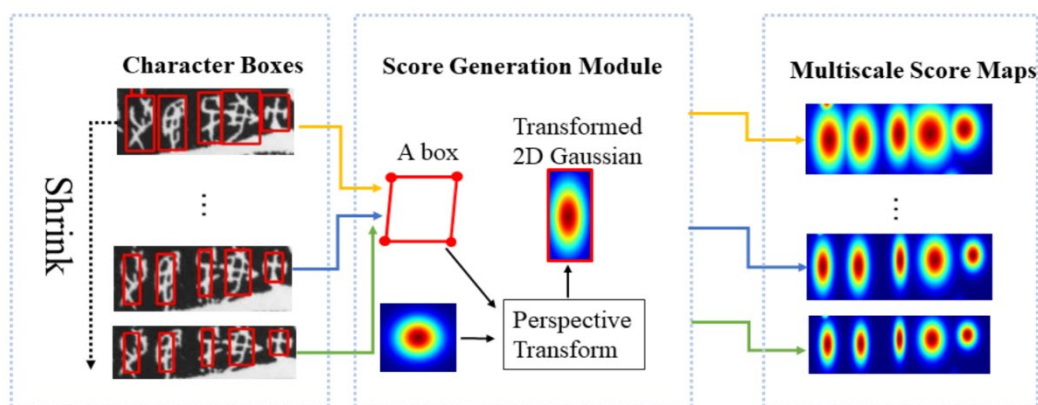 Character Boxes
Shrink
...
Score Generation Module
A box
Transformed
2D Gaussian
Perspective
Transform
Multiscale Score Maps
...